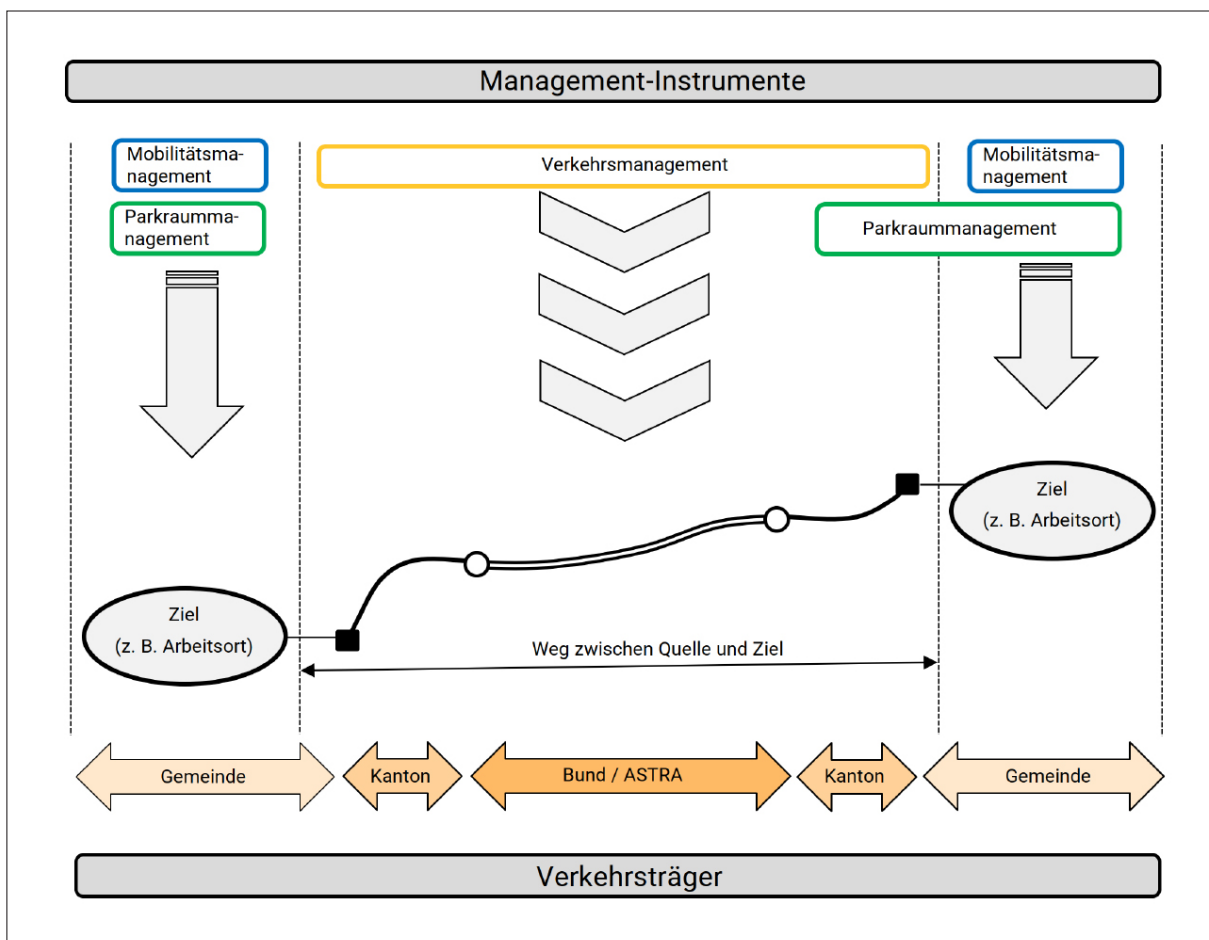 Management-Instrumente
Mobilitätsma-
nagement
Verkehrsmanagement
Mobilitätsma-
nagement
Parkraumma-
nagement
Parkraummanagement
Ziel
(z. B. Arbeitsort)
Ziel
(z. B. Arbeitsort)
Weg zwischen Quelle und Ziel
Gemeinde
Kanton
Bund / ASTRA
Kanton
Gemeinde
Verkehrsträger